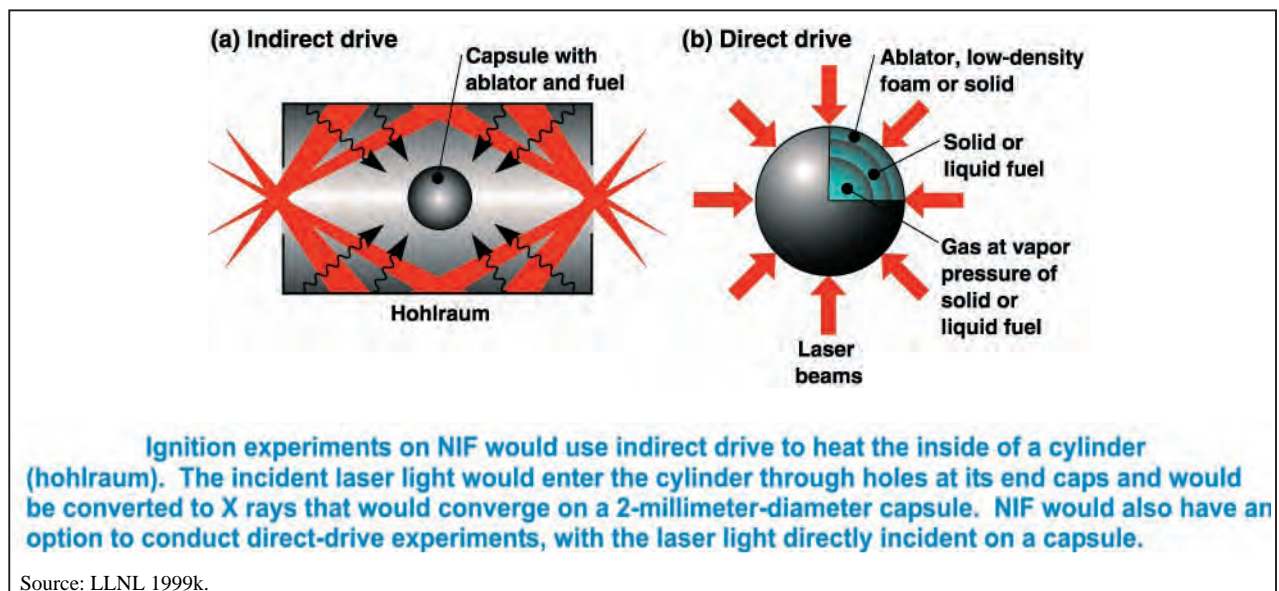 (a) Indirect drive
Capsule with
ablator and fuel
Hohlraum
(b) Direct drive
Ablator, low-density
foam or solid
Solid or
liquid fuel
Gas at vapor
pressure of
solid or
liquid fuel
Laser
beams
Ignition experiments on NIF would use indirect drive to heat the inside of a cylinder
(hohlraum). The incident laser light would enter the cylinder through holes at its end caps and would
be converted to X rays that would converge on a 2-millimeter-diameter capsule. NIF would also have an
option to conduct direct-drive experiments, with the laser light directly incident on a capsule.
Source: LLNL 1999k.